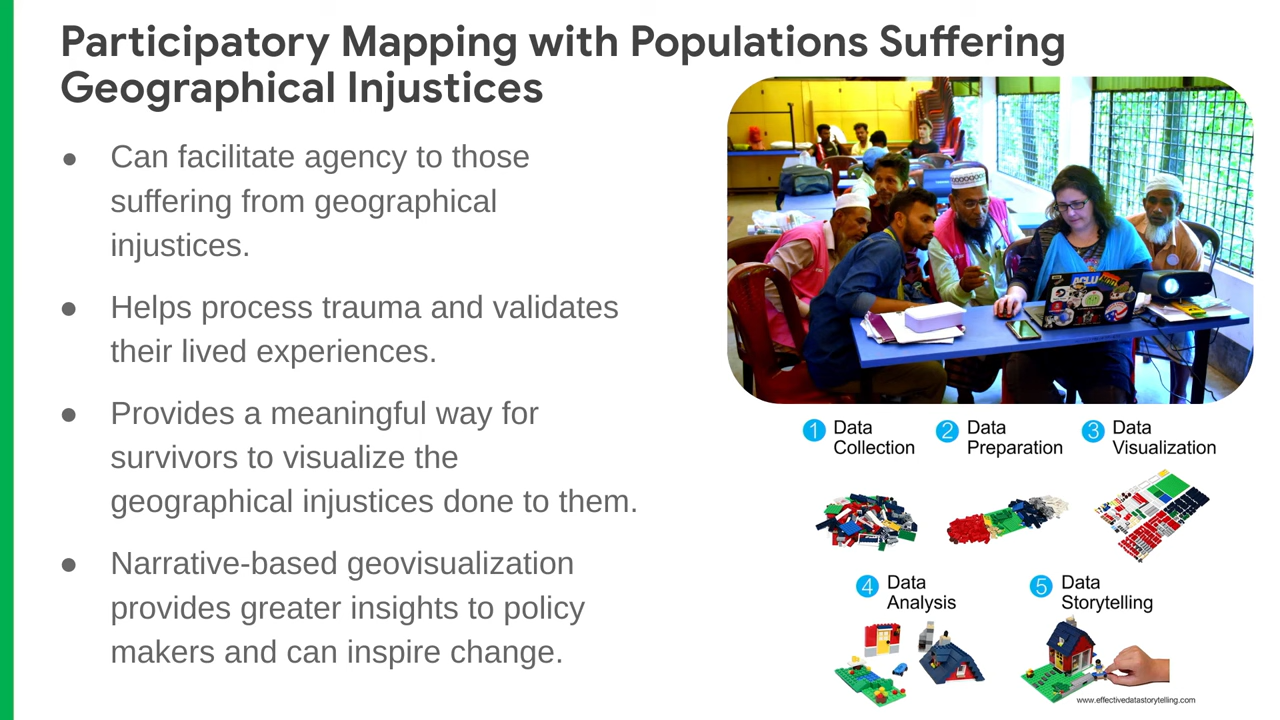 Participatory Mapping with Populations Suffering
Geographical Injustices
● Can facilitate agency to those
suffering from geographical
injustices.
● Helps process trauma and validates
their lived experiences.
● Provides a meaningful way for
survivors to visualize the
geographical injustices done to them.
● Narrative-based geovisualization
provides greater insights to policy
makers and can inspire change.
ACLU
1 Data
Collection
2 Data
Preparation
3 Data
Visualization
4 Data
Analysis
5 Data
Storytelling
www.effectivedatastorytelling.com